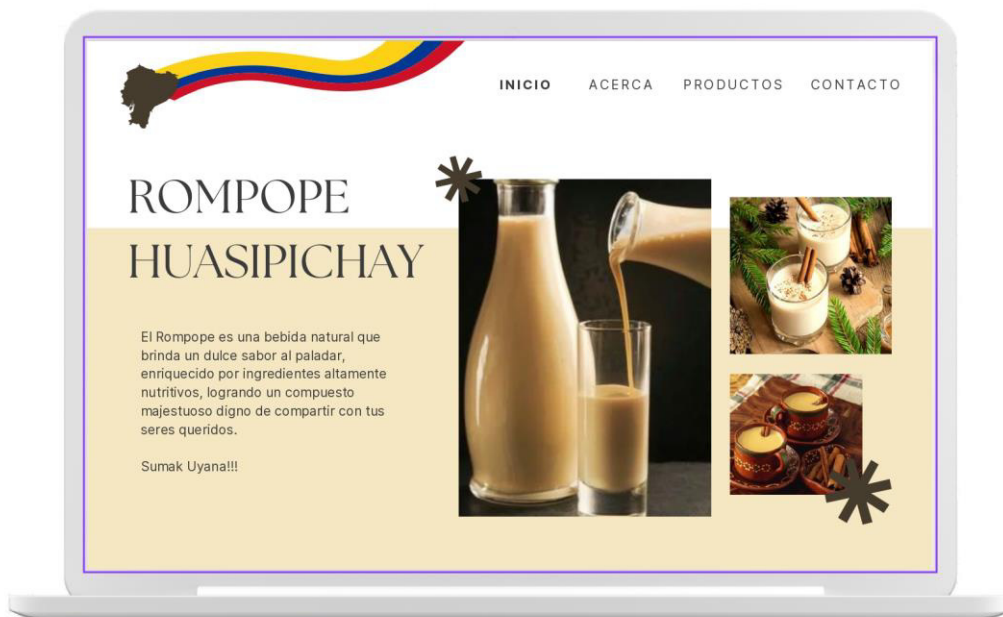 INICIO ACERCA PRODUCTOS CONTACTO
ROMPOPE
HUASIPICHAY
El Rompope es una bebida natural que
brinda un dulce sabor al paladar,
enriquecido por ingredientes altamente
nutritivos, logrando un compuesto
majestuoso digno de compartir con tus
seres queridos.
Sumak Uyana!!!